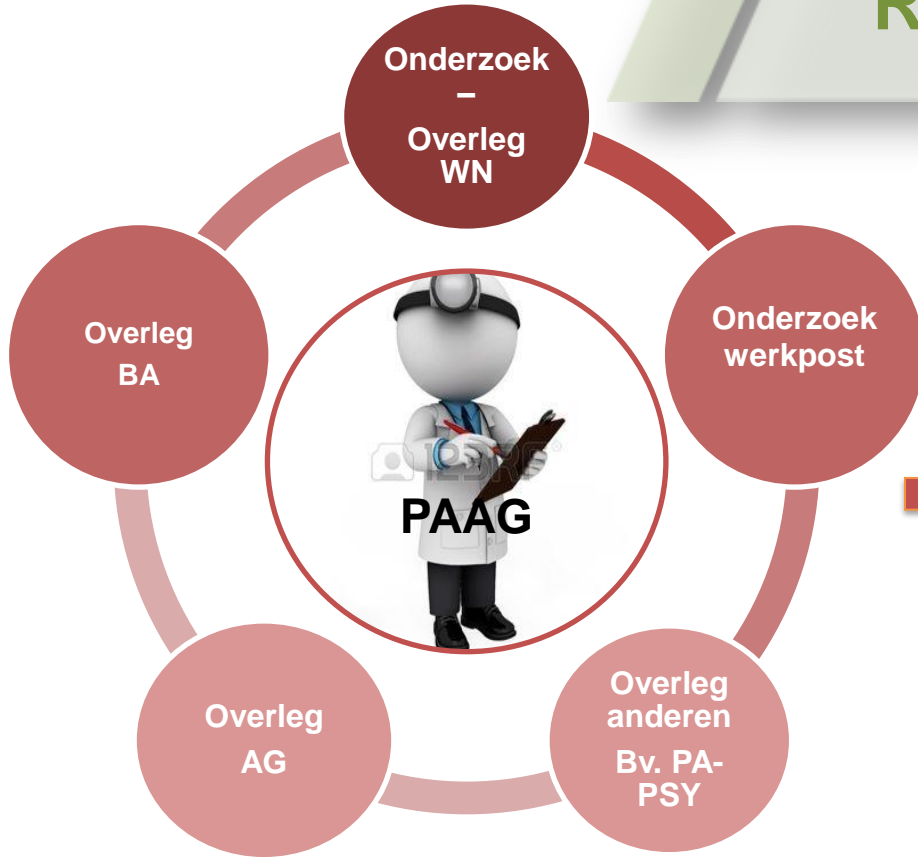 R
Onderzoek
–
Overleg
WN
Onderzoek
werkpost
Overleg
anderen
Bv. PA-
PSY
Overleg
AG
Overleg
BA
PAAG